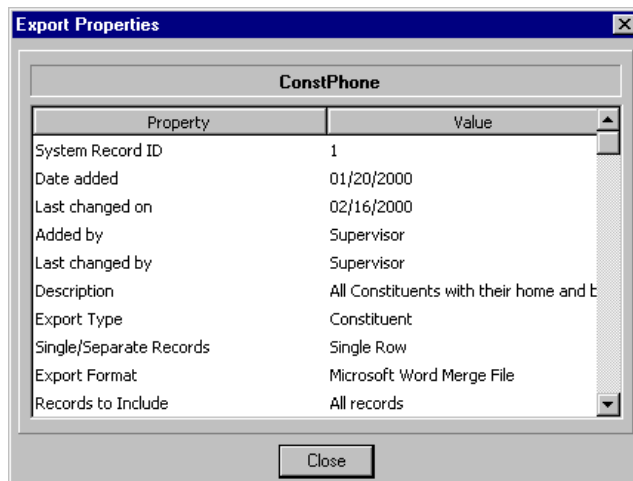 Export Properties
ConstPhone
Property Value
System Record ID 1
Date added 01/20/2000
Last changed on 02/16/2000
Added by Supervisor
Last changed by Supervisor
Description All Constituents with their home and b
Export Type Constituent
Single/Separate Records Single Row
Export Format Microsoft Word Merge File
Records to Include All records
Close